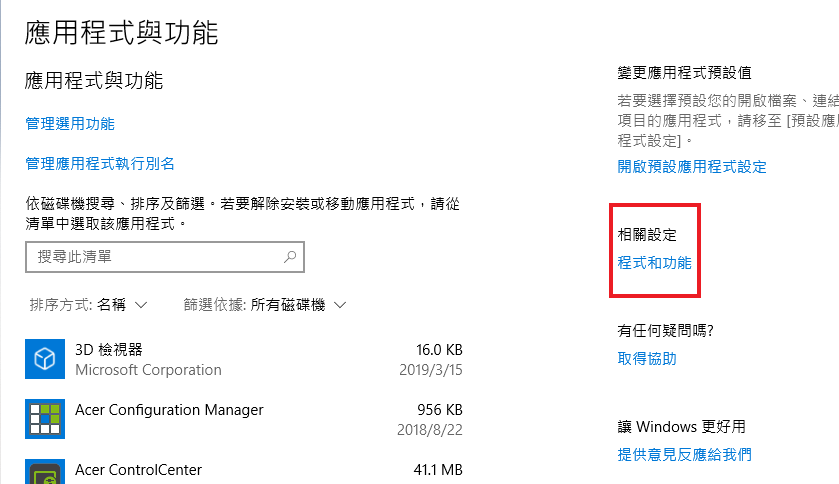 應用程式與功能
應用程式與功能
管理選用功能
管理應用程式執行別名
依磁碟機搜尋、排序及篩選。若要解除安裝或移動應用程式，請從
清單中選取該應用程式。
搜尋此清單
排序方式: 名稱
篩選依據: 所有磁碟機
3D 檢視器
16.0 KB
Microsoft Corporation
2019/3/15
Acer Configuration Manager
956 KB
2018/8/22
Acer ControlCenter
41.1 MB
變更應用程式預設值
若要選擇預設您的開啟檔案、連結
項目的應用程式，請移至 [預設應
程式設定]。
開啟預設應用程式設定
相關設定
程式和功能
有任何疑問嗎?
取得協助
讓 Windows 更好用
提供意見反應給我們